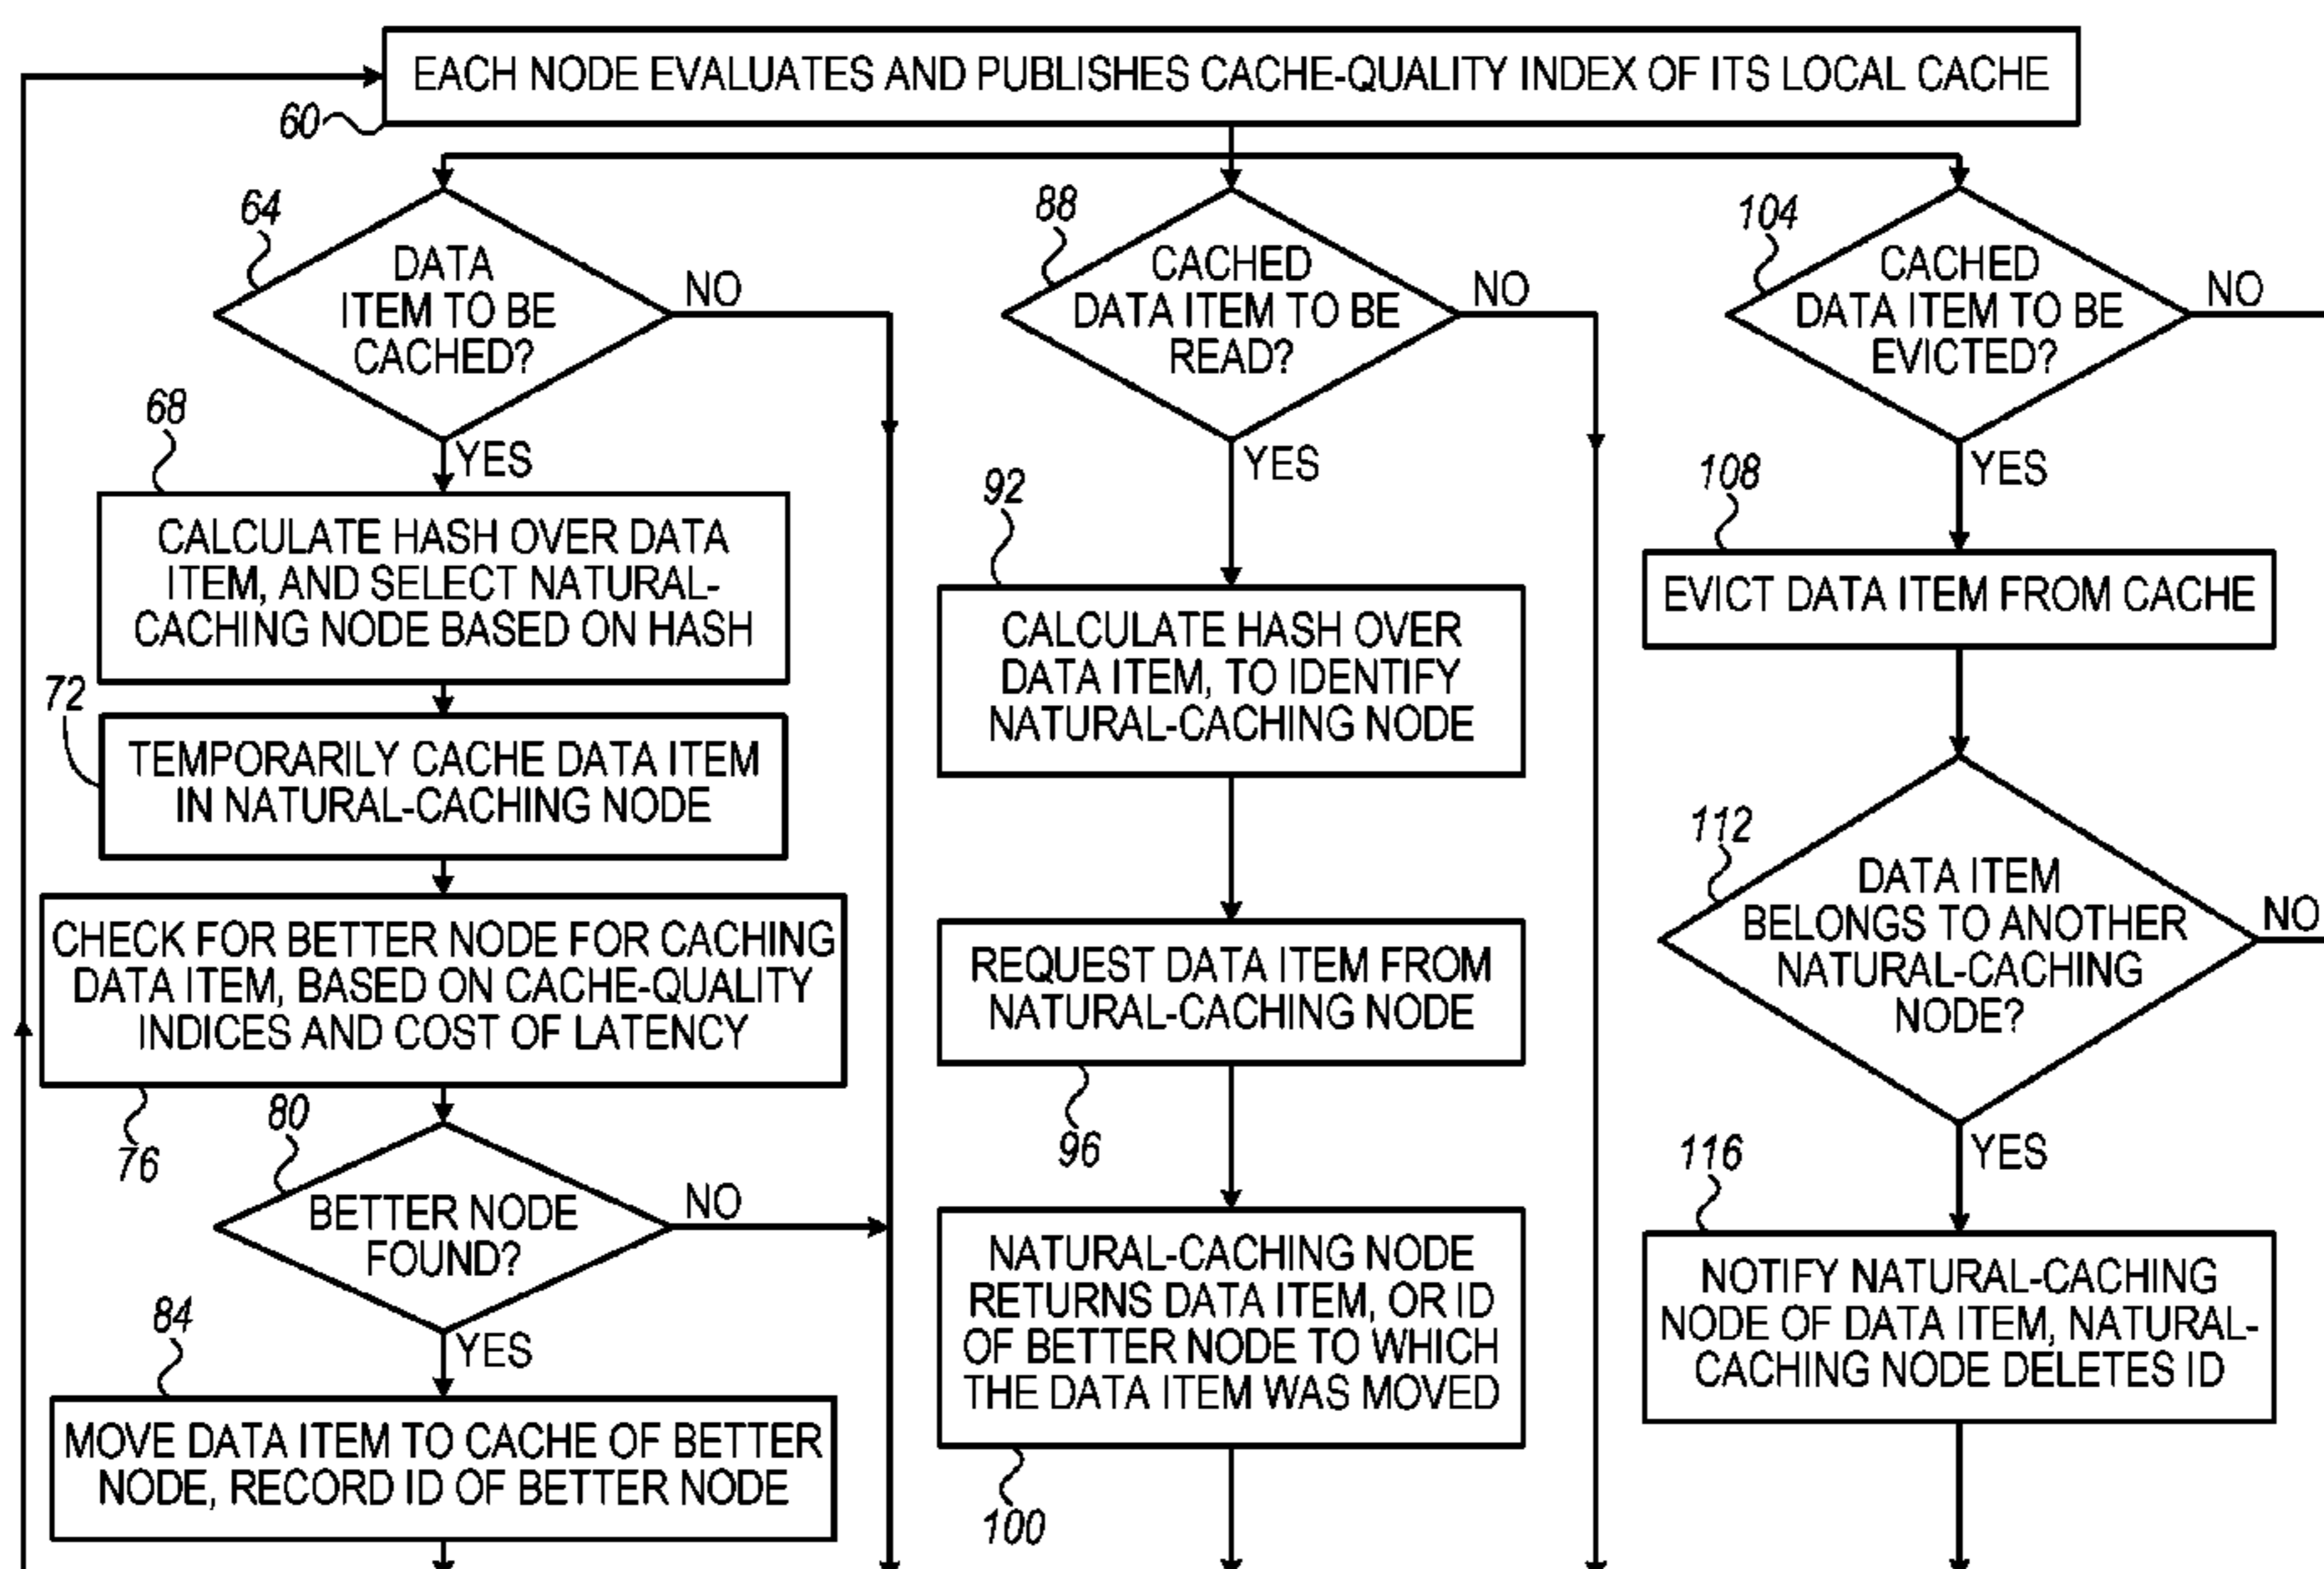 EACH NODE EVALUATES AND PUBLISHES CACHE-QUALITY INDEX OF ITS LOCAL CACHE
60
64
DATA
ITEM TO BE
CACHED?
NO
YES
68
CALCULATE HASH OVER DATA
ITEM, AND SELECT NATURAL-
CACHING NODE BASED ON HASH
72
TEMPORARILY CACHE DATA ITEM
IN NATURAL-CACHING NODE
CHECK FOR BETTER NODE FOR CACHING
DATA ITEM, BASED ON CACHE-QUALITY
INDICES AND COST OF LATENCY
76
80
BETTER NODE
FOUND?
NO
YES
84
MOVE DATA ITEM TO CACHE OF BETTER
NODE, RECORD ID OF BETTER NODE
88
CACHED
DATA ITEM TO BE
READ?
NO
YES
92
CALCULATE HASH OVER
DATA ITEM, TO IDENTIFY
NATURAL-CACHING NODE
REQUEST DATA ITEM FROM
NATURAL-CACHING NODE
96
NATURAL-CACHING NODE
RETURNS DATA ITEM, OR ID
OF BETTER NODE TO WHICH
THE DATA ITEM WAS MOVED
100
104
CACHED
DATA ITEM TO BE
EVICTED?
NO
YES
108
EVICT DATA ITEM FROM CACHE
112
DATA ITEM
BELONGS TO ANOTHER
NATURAL-CACHING
NODE?
NO
YES
116
NOTIFY NATURAL-CACHING
NODE OF DATA ITEM, NATURAL-
CACHING NODE DELETES ID